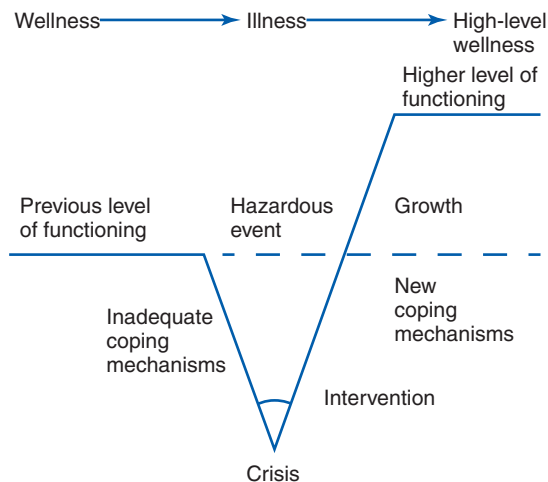 Wellness Illness High-level
wellness
Higher level of
functioning
Previous level
of functioning
Hazardous
event
Growth
Inadequate
coping
mechanisms
New
coping
mechanisms
Intervention
Crisis